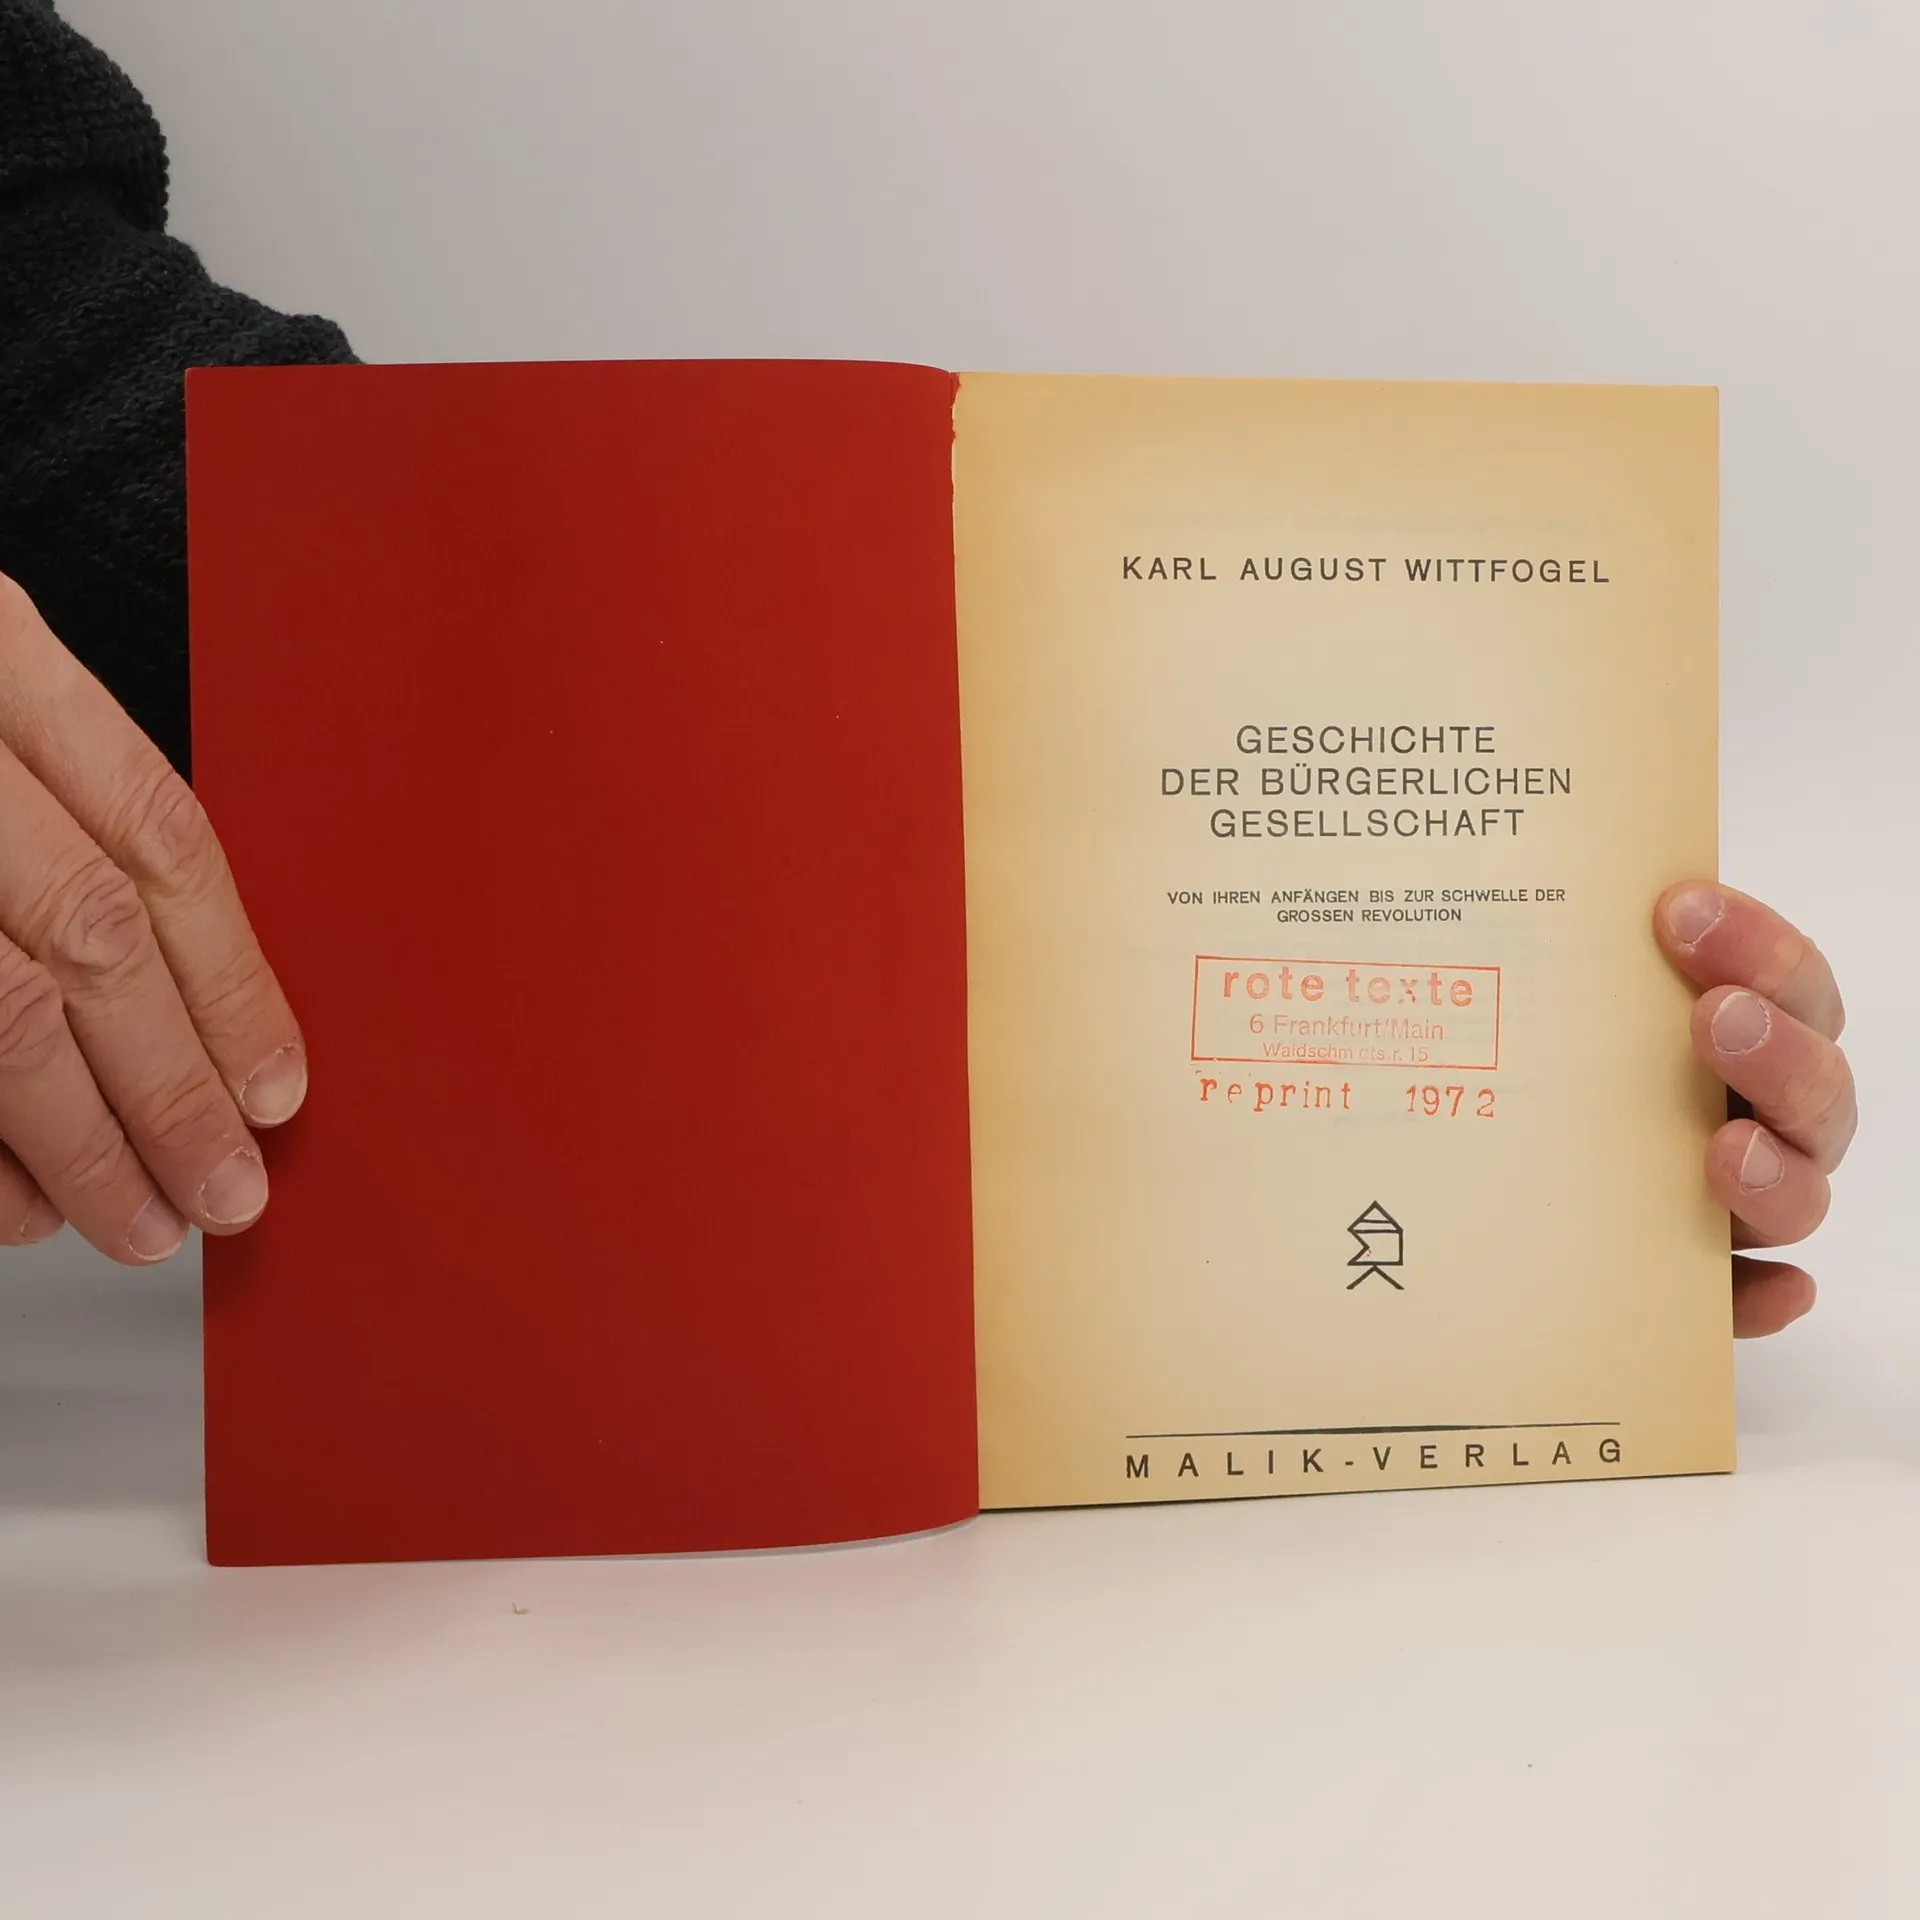 KARL AUGUST WITTFOGEL
GESCHICHTE
DER BÜRGERLICHEN
GESELLSCHAFT
VON IHREN ANFÄNGEN BIS ZUR SCHWELLE DER
GROSSEN REVOLUTION
rote texte
6 Frankfurt/Main
15
reprint 1972
MALIK-VERLAG